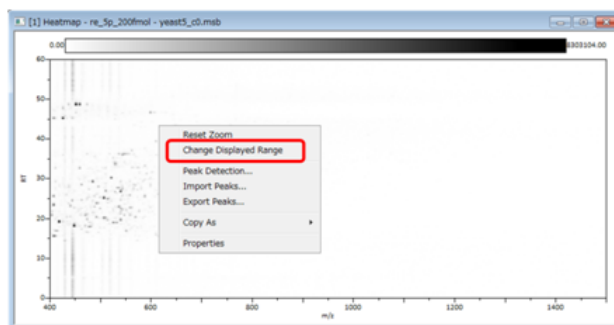 [1] Heatmap - re_5p_200fmol - yeast5_c0.msb
0.00
8303104.00
60
50
40
RT
30
20
10
0
Reset Zoom
Change Displayed Range
Peak Detection...
Import Peaks...
Export Peaks...
Copy As
Properties
400
600
800
1000
1200
1400
m/z